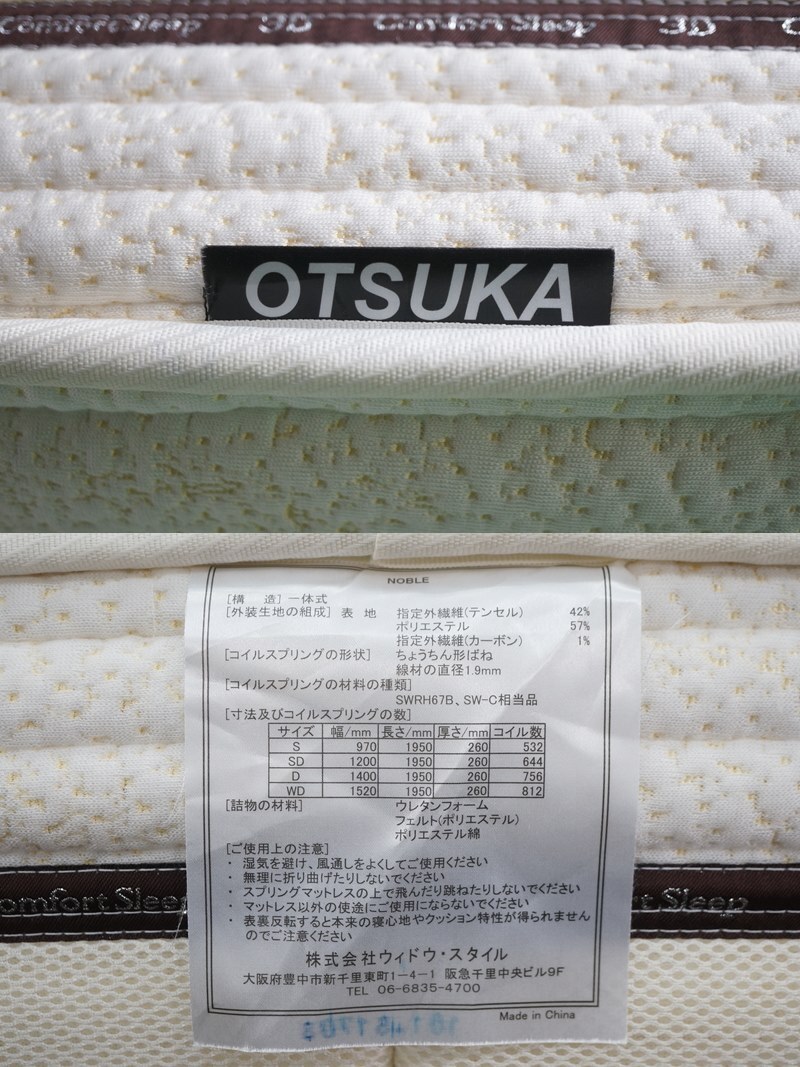 Comfort Sleep 3D Comfort Sleep 3D
OTSUKA
NOBLE
[構　造] 一体式
[外装生地の組成] 表 地 指定外繊維(テンセル) 42%
ポリエステル 57%
指定外繊維(カーボン) 1%
[コイルスプリングの形状] ちょうちん形ばね
線材の直径1.9mm
[コイルスプリングの材料の種類]
SWRH67B、SW-C相当品
[寸法及びコイルスプリングの数]
サイズ 幅/mm 長さ/mm 厚さ/mm コイル数
S 970 1950 260 532
SD 1200 1950 260 644
D 1400 1950 260 756
WD 1520 1950 260 812
[詰物の材料] ウレタンフォーム
フェルト(ポリエステル)
ポリエステル綿
[ご使用上の注意]
・ 湿気を避け、風通しをよくしてご使用ください
・ 無理に折り曲げたりしないでください
・ スプリングマットレスの上で飛んだり跳ねたりしないでください
・ マットレス以外の使途にご使用にならないでください
・ 表裏反転すると本来の寝心地やクッション特性が得られません
のでご注意ください
omfort Sleep
t Sleep
株式会社ウィドウ・スタイル
大阪府豊中市新千里東町1-4-1 阪急千里中央ビル9F
TEL 06-6835-4700
Made in China